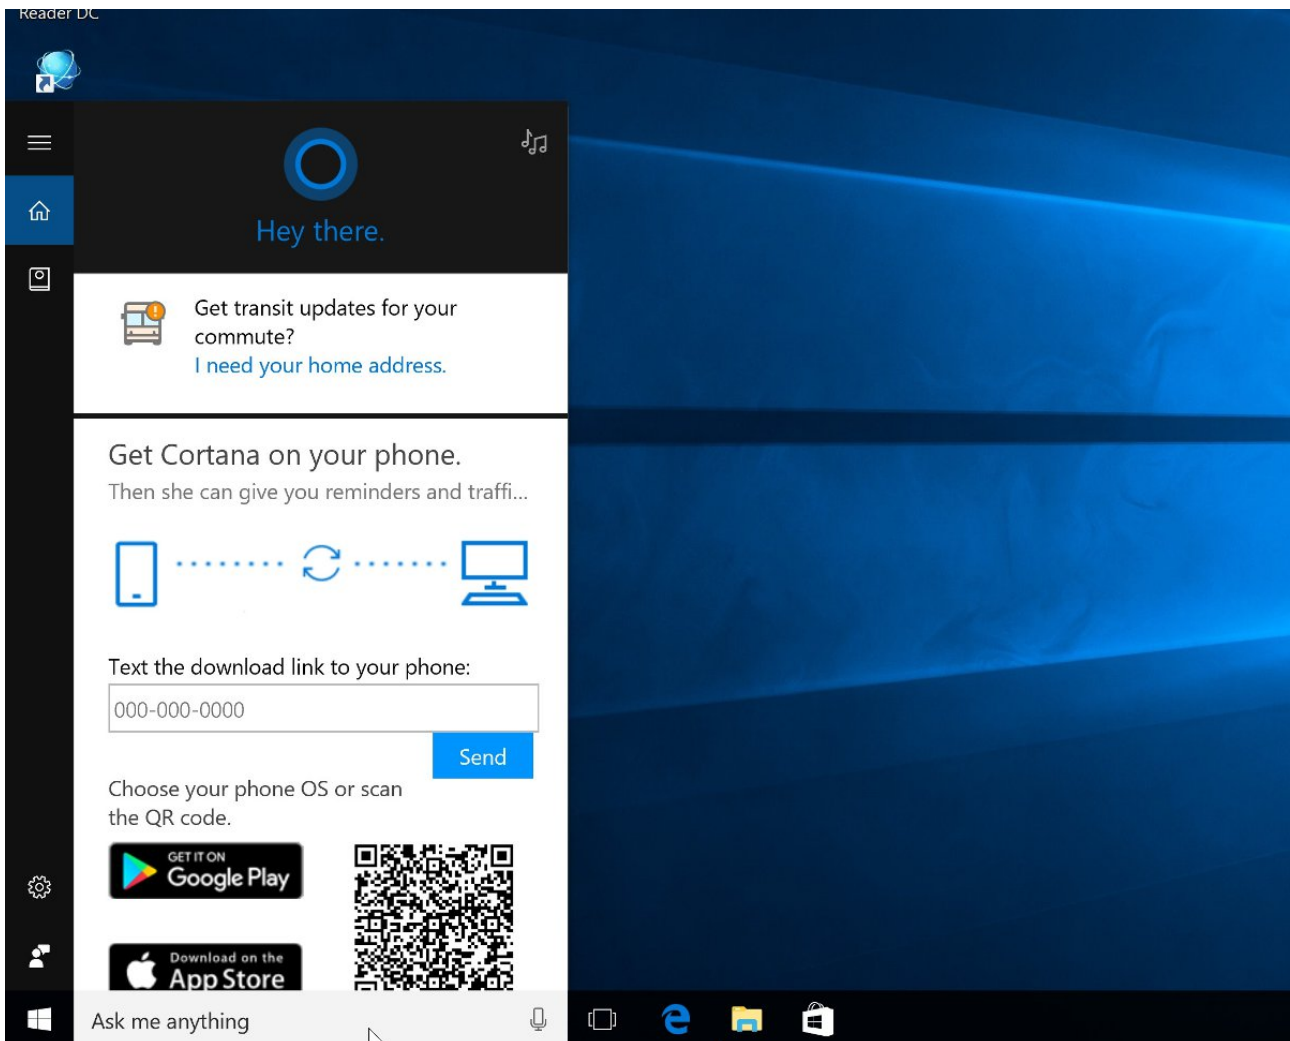 Reader DC
Hey there.
Get transit updates for your
commute?
I need your home address.
Get Cortana on your phone.
Then she can give you reminders and traffi...
Text the download link to your phone:
000-000-0000
Send
Choose your phone OS or scan
the QR code.
GET IT ON
Google Play
Download on the
App Store
Ask me anything